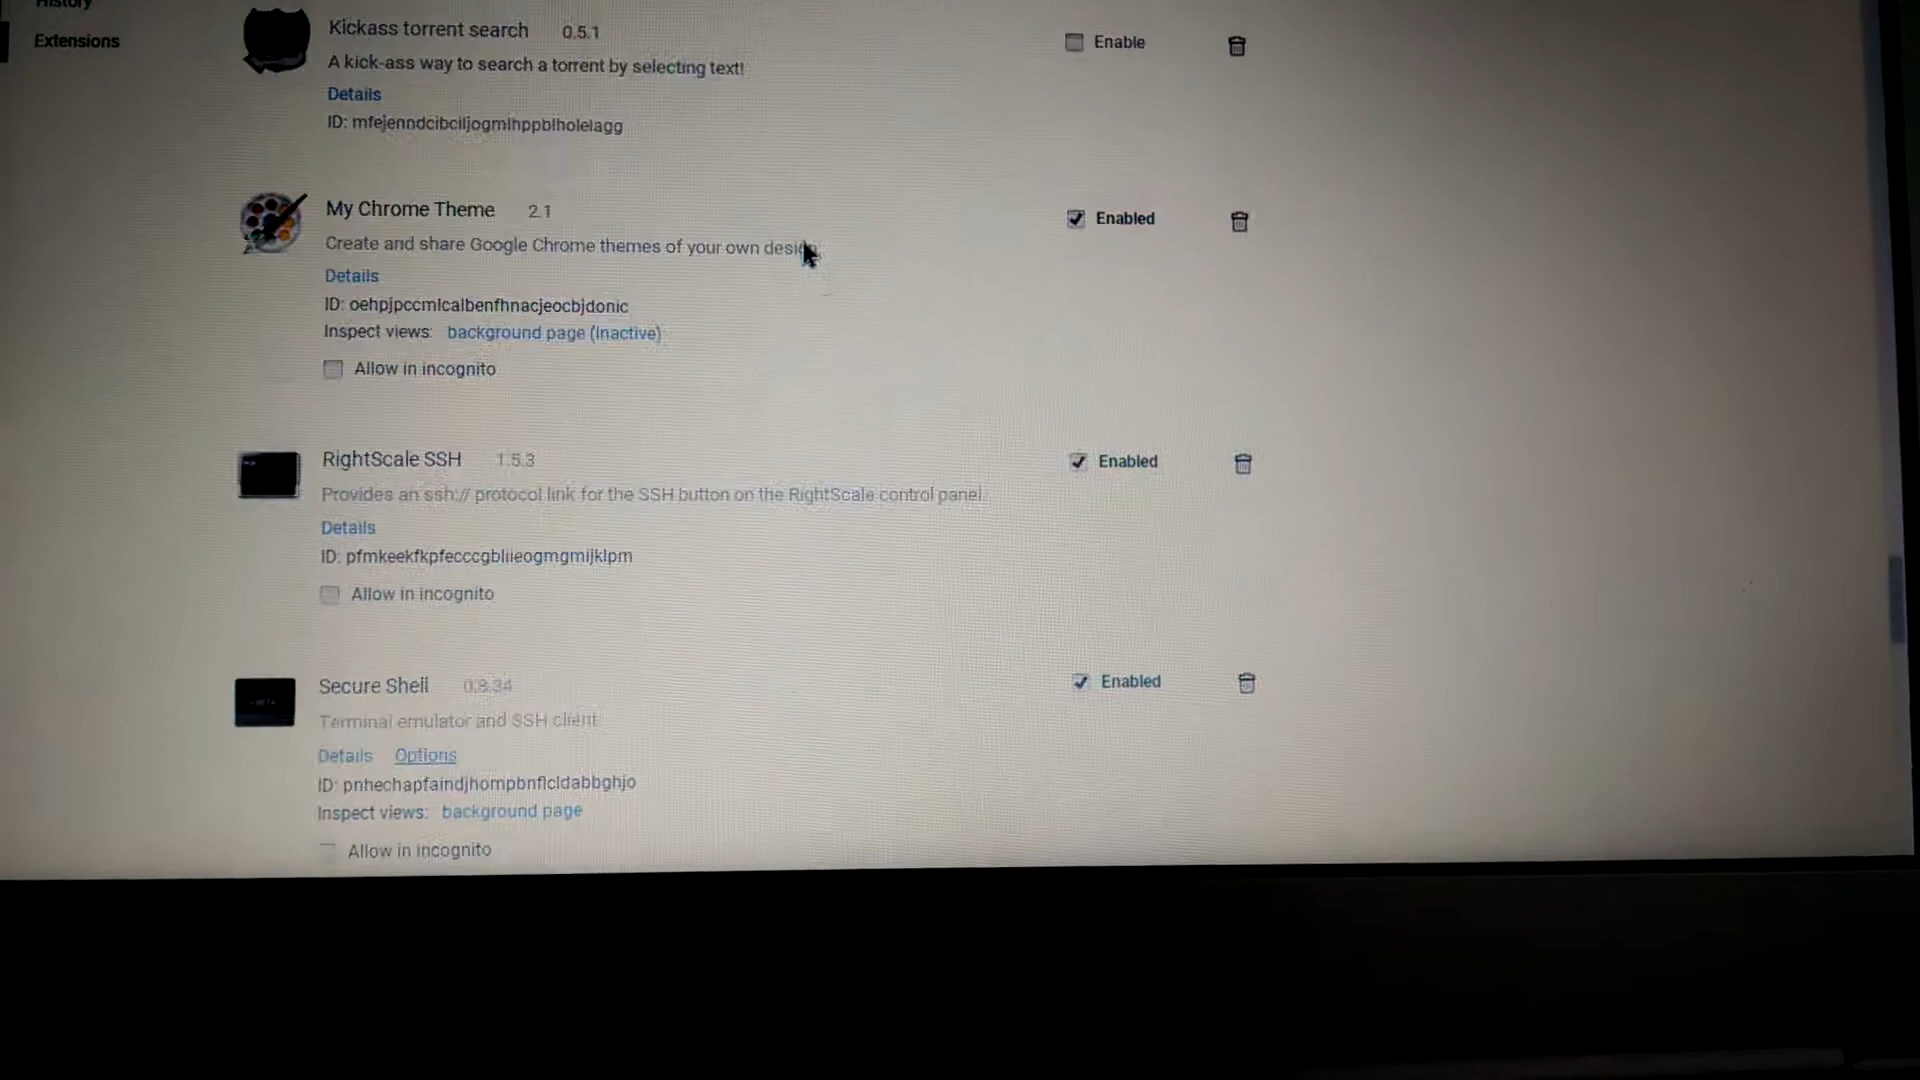 History
Extensions
Kickass torrent search 0.5.1
Enable
A kick-ass way to search a torrent by selecting text!
Details
ID: mfejenndcibciljogmlhppblholelagg
My Chrome Theme 2.1
Enabled
Create and share Google Chrome themes of your own design.
Details
ID: oehpjpccmlcalbenfhnacjeocbjdonic
Inspect views: background page (Inactive)
Allow in incognito
RightScale SSH 1.5.3
Enabled
Provides an ssh:// protocol link for the SSH button on the RightScale control panel.
Details
ID: pfmkeekfkpfecccgbliieogmgmijklpm
Allow in incognito
Secure Shell 0.8.34
Enabled
Terminal emulator and SSH client
Details Options
ID: pnhechapfaindjhompbnflcldabbghjo
Inspect views: background page
Allow in incognito